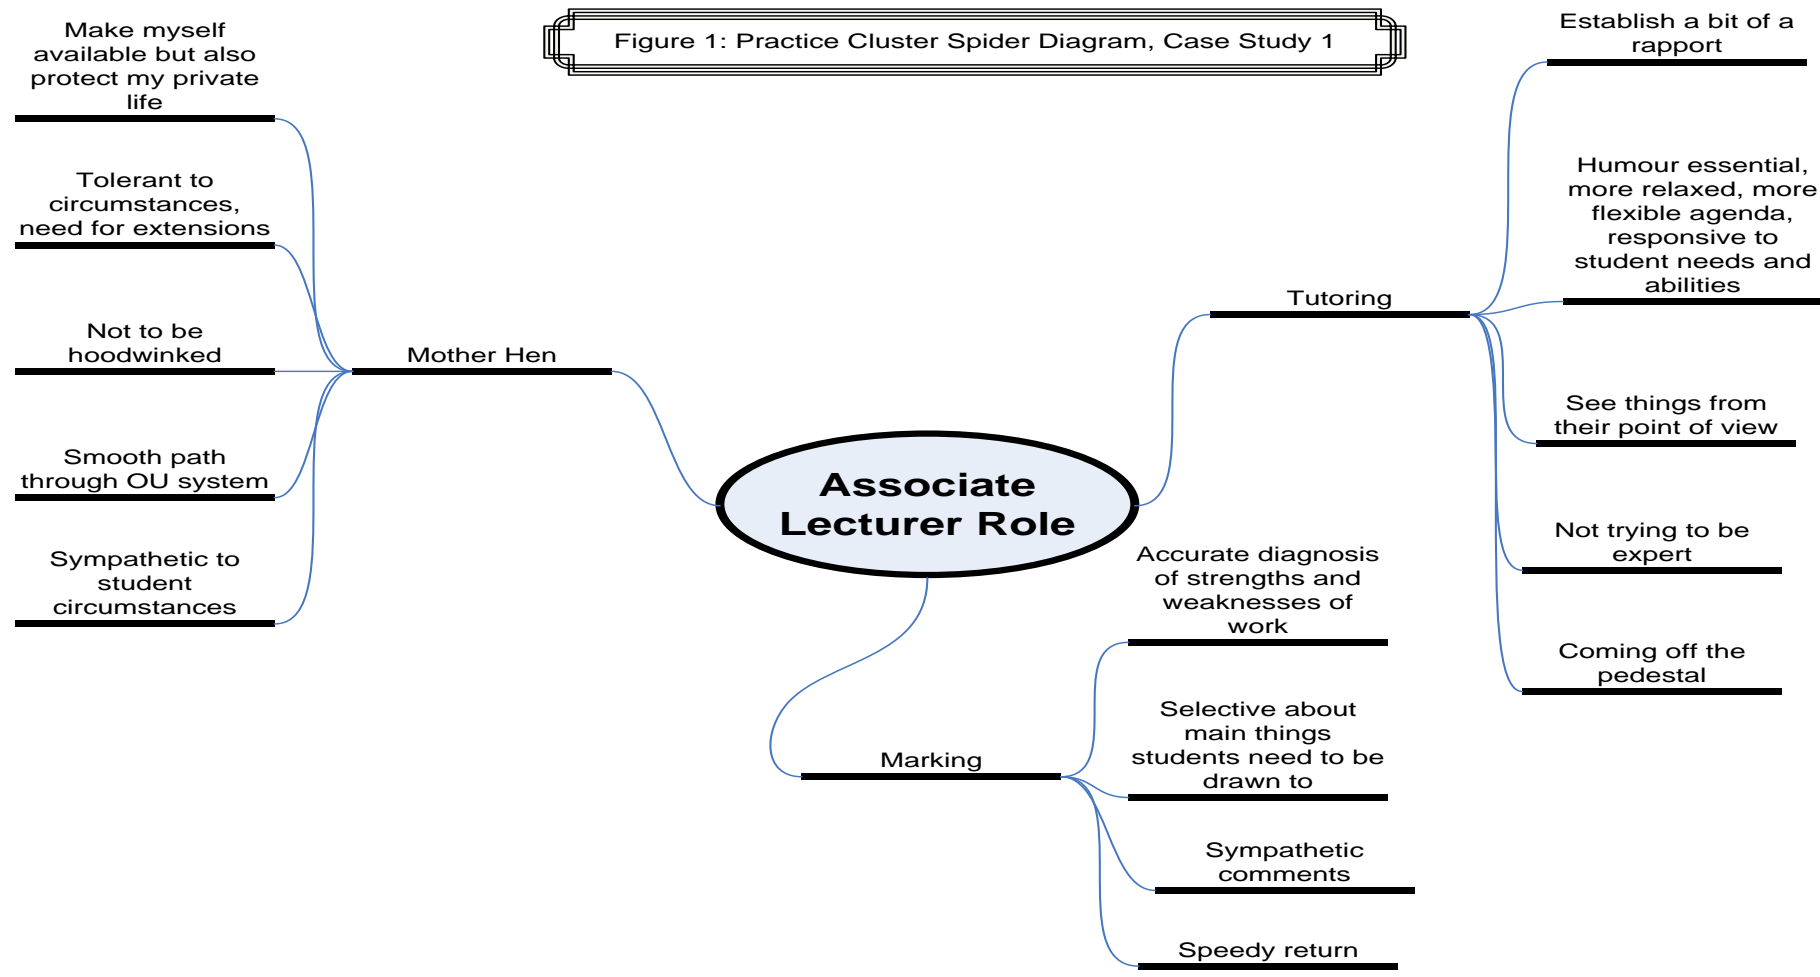 Figure 1: Practice Cluster Spider Diagram, Case Study 1
Make myself
available but also
protect my private
life
Tolerant to
circumstances,
need for extensions
Not to be
hoodwinked
Smooth path
through OU system
Sympathetic to
student
circumstances
Mother Hen
Associate
Lecturer Role
Tutoring
Establish a bit of a
rapport
Humour essential,
more relaxed, more
flexible agenda,
responsive to
student needs and
abilities
See things from
their point of view
Not trying to be
expert
Coming off the
pedestal
Marking
Accurate diagnosis
of strengths and
weaknesses of
work
Selective about
main things
students need to be
drawn to
Sympathetic
comments
Speedy return